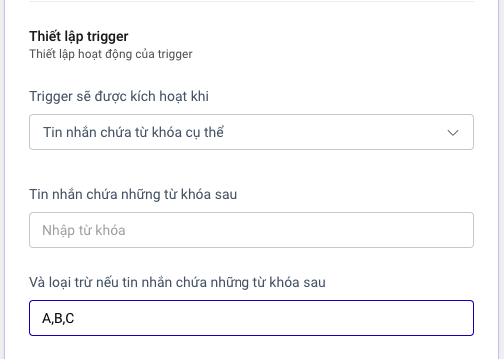 Thiết lập trigger
Thiết lập hoạt động của trigger
Trigger sẽ được kích hoạt khi
Tin nhắn chứa từ khóa cụ thể
Tin nhắn chứa những từ khóa sau
Nhập từ khóa
Và loại trừ nếu tin nhắn chứa những từ khóa sau
A,B,C